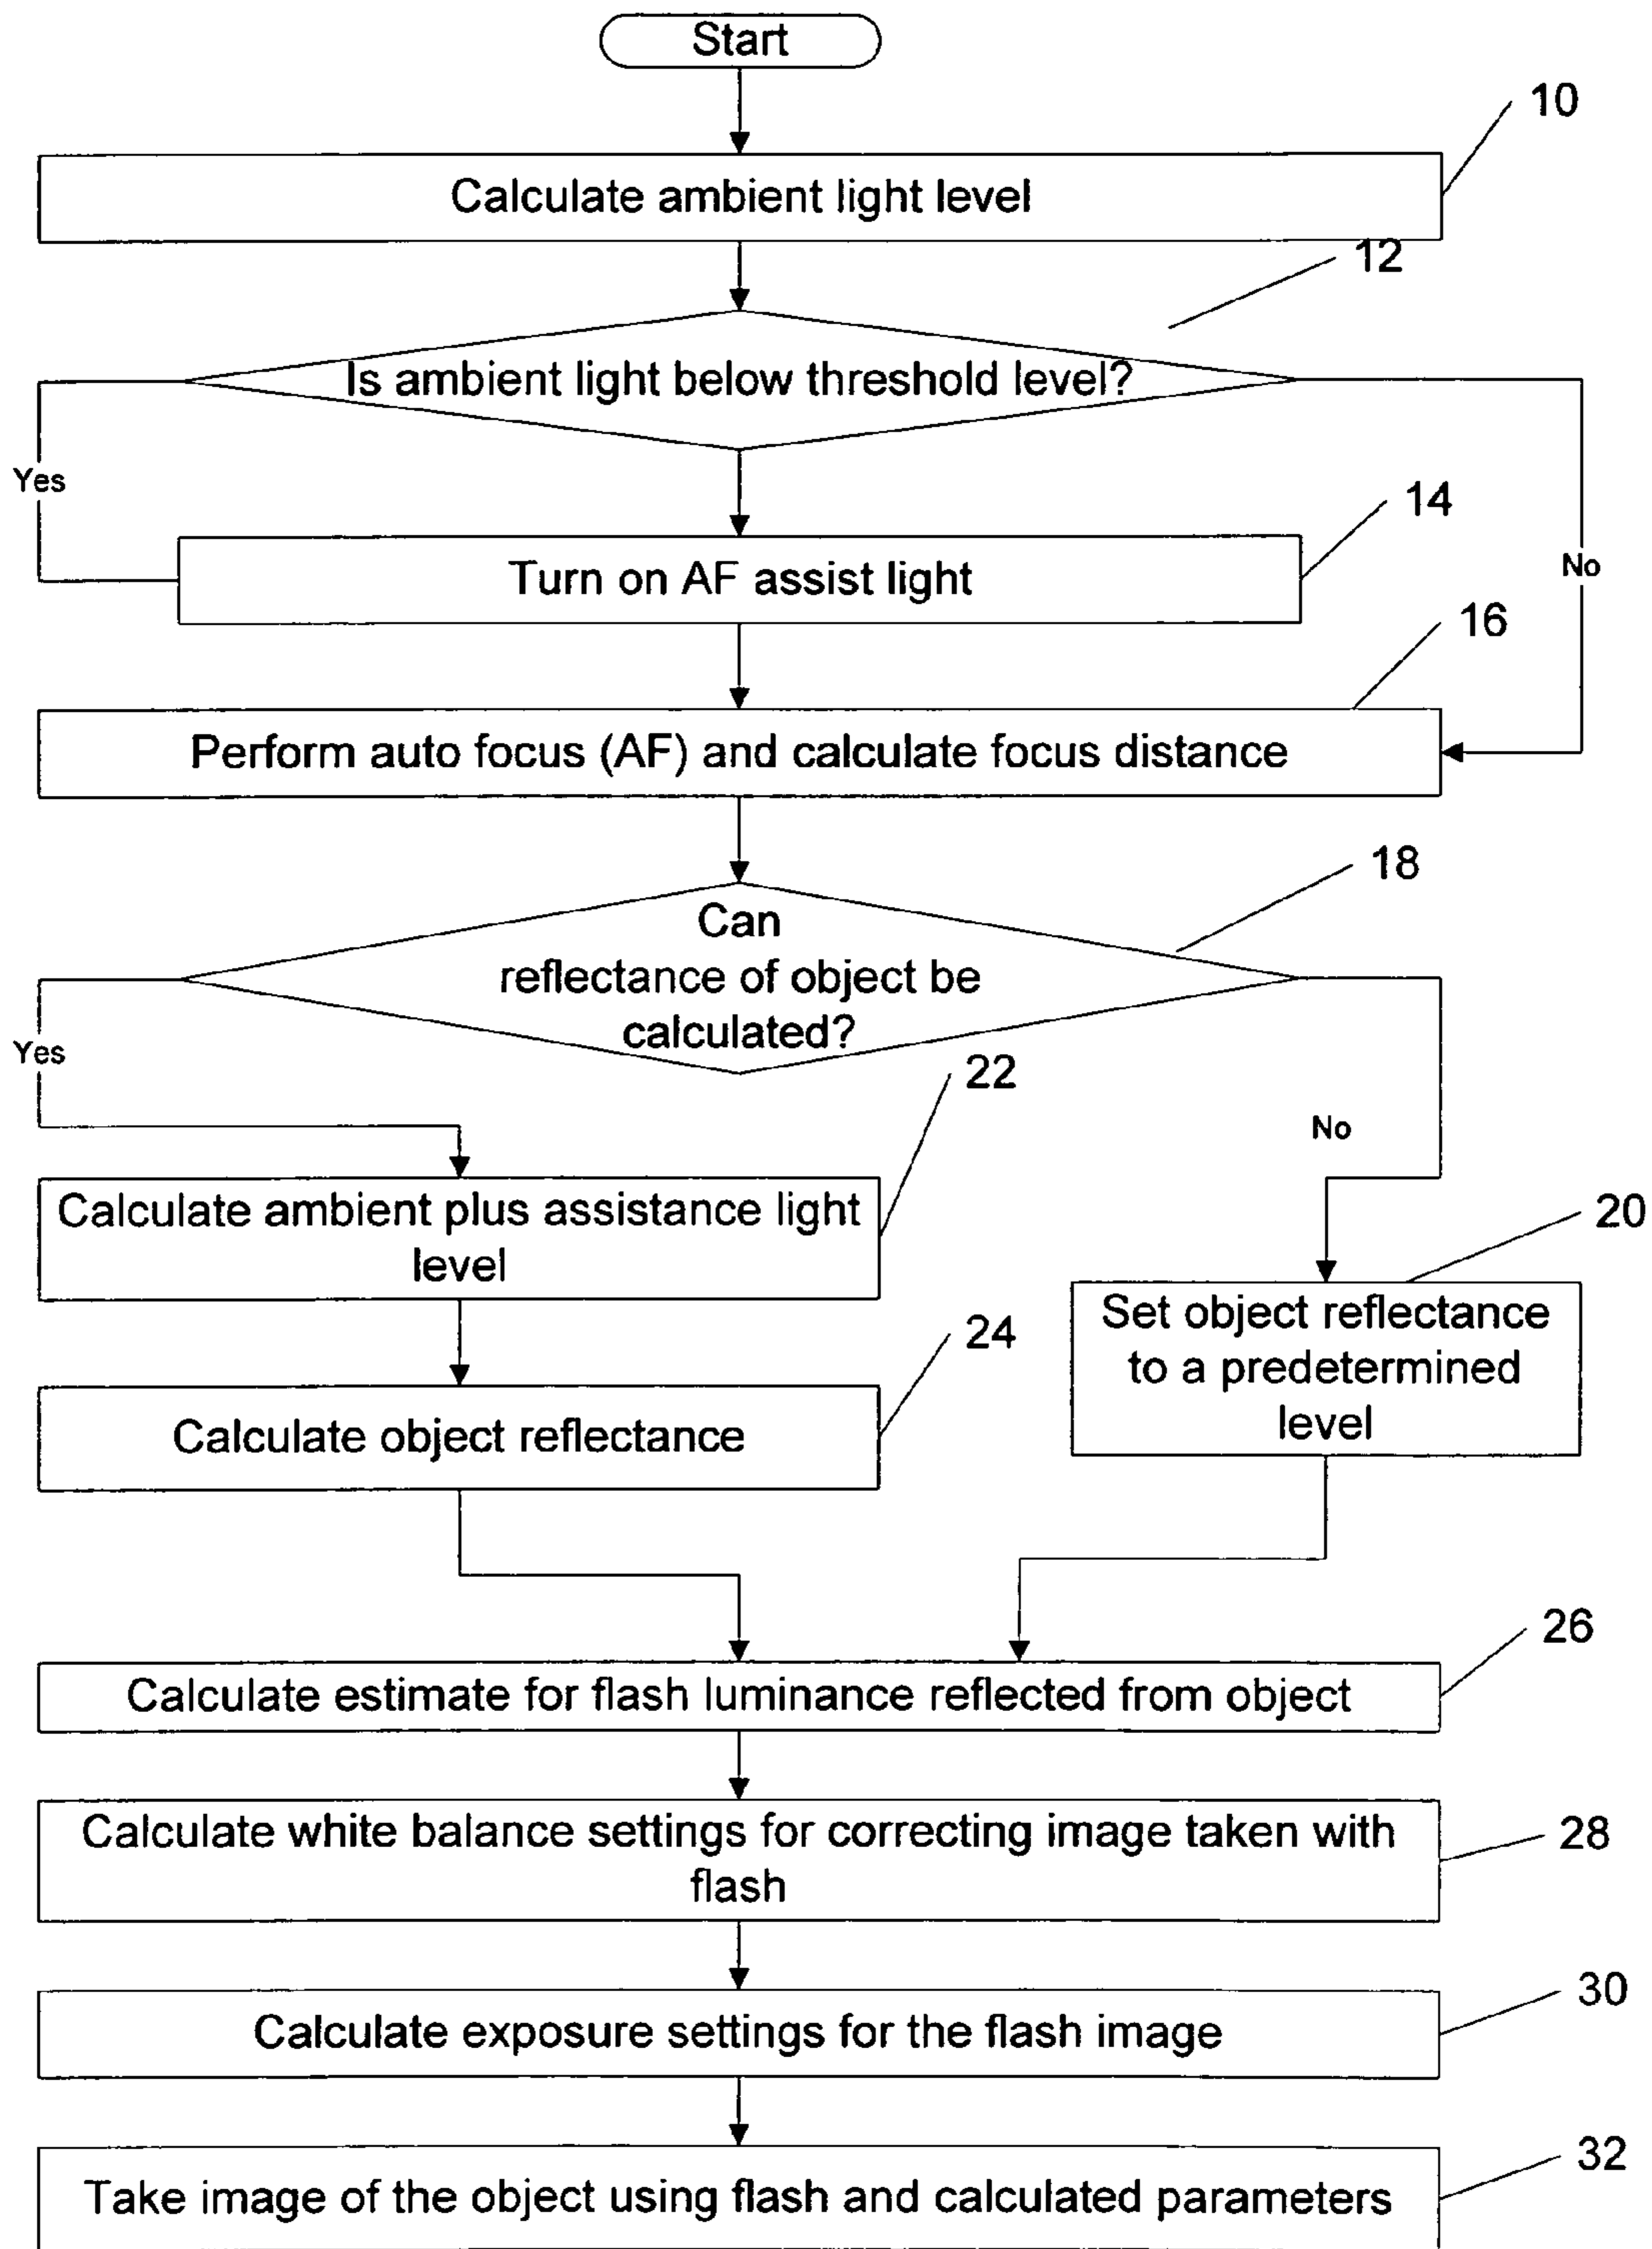 Start
10
Calculate ambient light level
12
Is ambient light below threshold level?
Yes
14
Turn on AF assist light
No
16
Perform auto focus (AF) and calculate focus distance
18
Can
reflectance of object be
calculated?
Yes
22
No
Calculate ambient plus assistance light
level
20
Set object reflectance
to a predetermined
level
24
Calculate object reflectance
26
Calculate estimate for flash luminance reflected from object
Calculate white balance settings for correcting image taken with
flash
28
30
Calculate exposure settings for the flash image
32
Take image of the object using flash and calculated parameters